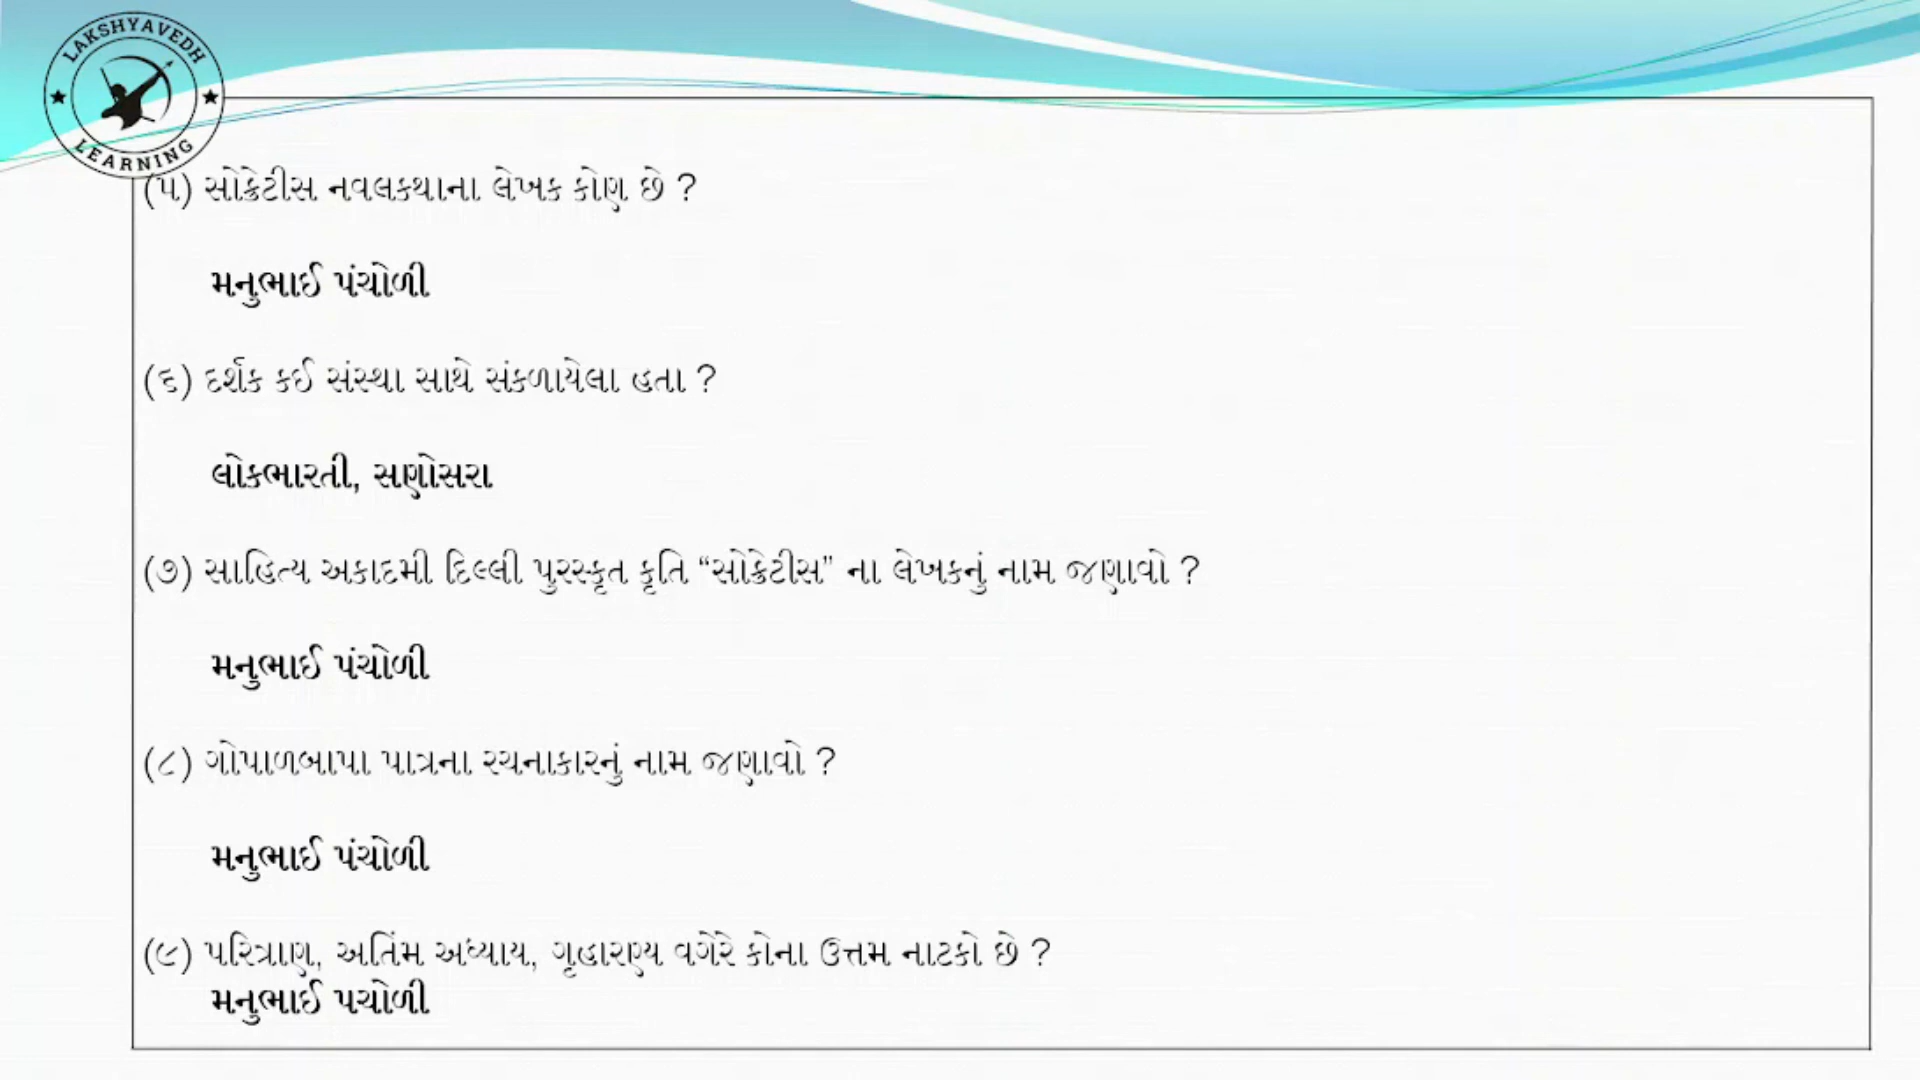 LAKSHYAVEDH
LEARNING
(૫) સોક્રેટીસ નવલકથાના લેખક કોણ છે ?
મનુભાઈ પંચોળી
(૬) દર્શક કઈ સંસ્થા સાથે સંકળાયેલા હતા ?
લોકભારતી, સણોસરા
(૭) સાહિત્ય અકાદમી દિલ્લી પુરસ્કૃત કૃતિ “સોક્રેટીસ” ના લેખકનું નામ જણાવો ?
મનુભાઈ પંચોળી
(૮) ગોપાળબાપા પાત્રના રચનાકારનું નામ જણાવો ?
મનુભાઈ પંચોળી
(૯) પરિત્રાણ, અતિંમ અધ્યાય, ગૃહારણ્ય વગેરે કોના ઉત્તમ નાટકો છે ?
મનુભાઈ પચોળી